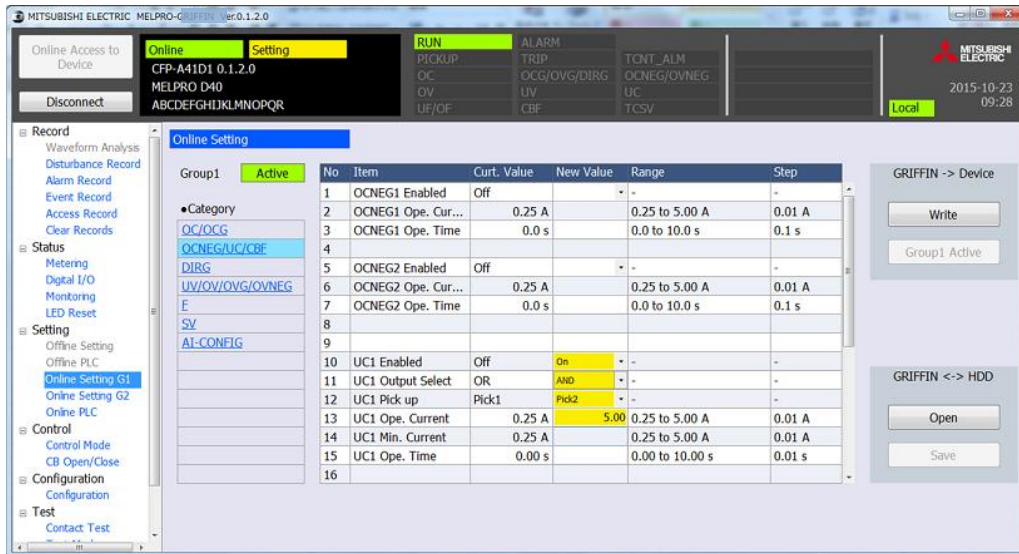 MITSUBISHI ELECTRIC MELPRO-GRIFFIN Ver.0.1.2.0
Online Access to Device
Disconnect
Online Setting
CFP-A41D1 0.1.2.0
MELPRO D40
ABCDEFGHIJKLMNOPQR
RUN ALARM
PICKUP TRIP TCNT_ALM
OC OCG/OVG/DIRG OCNEG/OVNEG
OV UV UC
UF/OF CBF TCSV
MITSUBISHI ELECTRIC
2015-10-23
09:28
Local
Record
Waveform Analysis
Disturbance Record
Alarm Record
Event Record
Access Record
Clear Records
Status
Metering
Digital I/O
Monitoring
LED Reset
Setting
Offline Setting
Offline PLC
Online Setting G1
Online Setting G2
Online PLC
Control
Control Mode
CB Open/Close
Configuration
Configuration
Test
Contact Test
Online Setting
Group1 Active
●Category
OC/OCG
OCNEG/UC/CBF
DIRG
UV/OV/OVG/OVNEG
F
SV
AI-CONFIG
No Item Curt. Value New Value Range Step
1 OCNEG1 Enabled Off - -
2 OCNEG1 Ope. Cur... 0.25 A 0.25 to 5.00 A 0.01 A
3 OCNEG1 Ope. Time 0.0 s 0.0 to 10.0 s 0.1 s
4
5 OCNEG2 Enabled Off - -
6 OCNEG2 Ope. Cur... 0.25 A 0.25 to 5.00 A 0.01 A
7 OCNEG2 Ope. Time 0.0 s 0.0 to 10.0 s 0.1 s
8
9
10 UC1 Enabled Off On - -
11 UC1 Output Select OR AND - -
12 UC1 Pick up Pick1 Pick2 - -
13 UC1 Ope. Current 0.25 A 5.00 0.25 to 5.00 A 0.01 A
14 UC1 Min. Current 0.25 A 0.25 to 5.00 A 0.01 A
15 UC1 Ope. Time 0.00 s 0.00 to 10.00 s 0.01 s
16
GRIFFIN -> Device
Write
Group1 Active
GRIFFIN <-> HDD
Open
Save